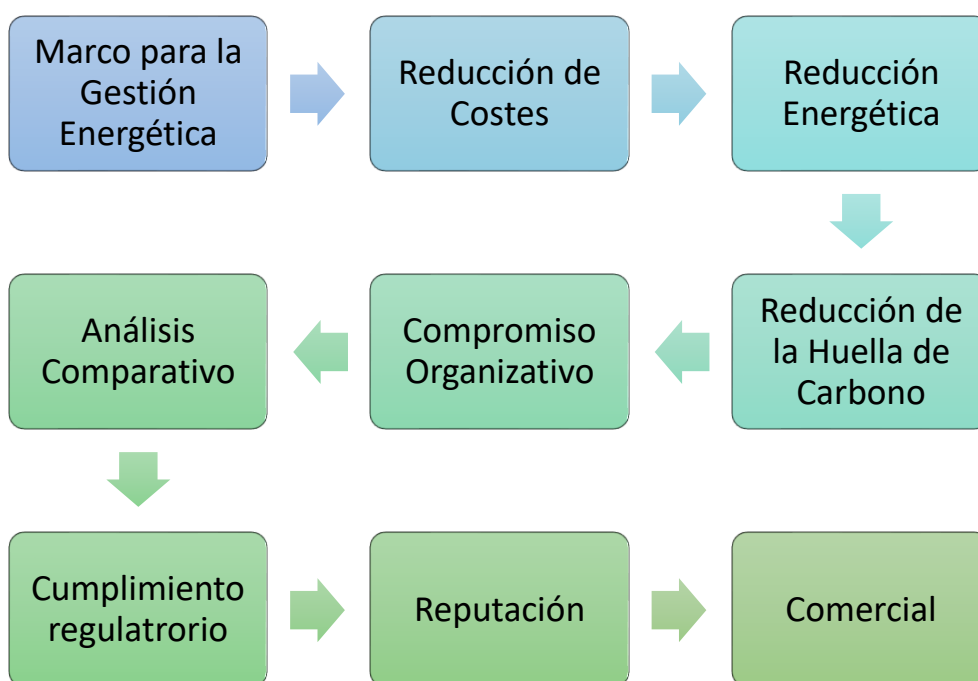 Marco para la
Gestión
Energética
Reducción de
Costes
Reducción
Energética
Reducción de
la Huella de
Carbono
Compromiso
Organizativo
Análisis
Comparativo
Cumplimiento
regulatrorio
Reputación
Comercial